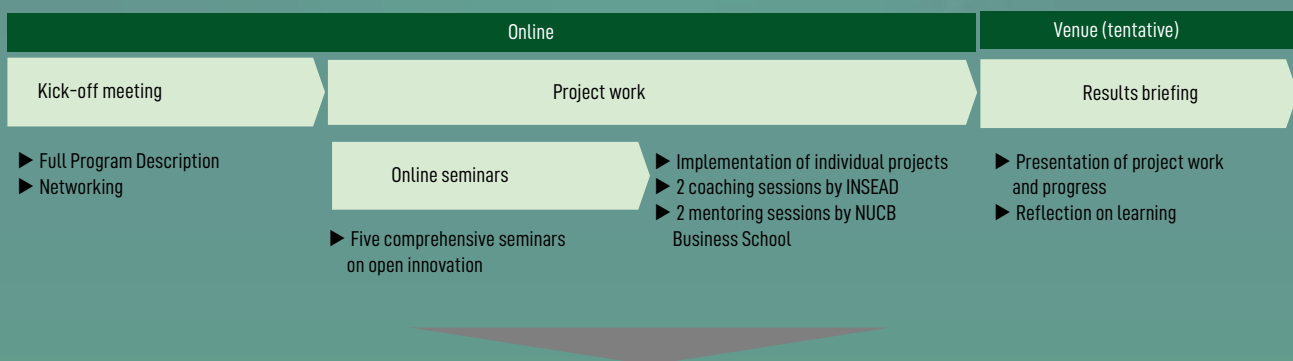 Online
Venue (tentative)
Kick-off meeting
Project work
Results briefing
▶ Full Program Description
▶ Networking
Online seminars
▶ Five comprehensive seminars
on open innovation
▶ Implementation of individual projects
▶ 2 coaching sessions by INSEAD
▶ 2 mentoring sessions by NUCB
Business School
▶ Presentation of project work
and progress
▶ Reflection on learning